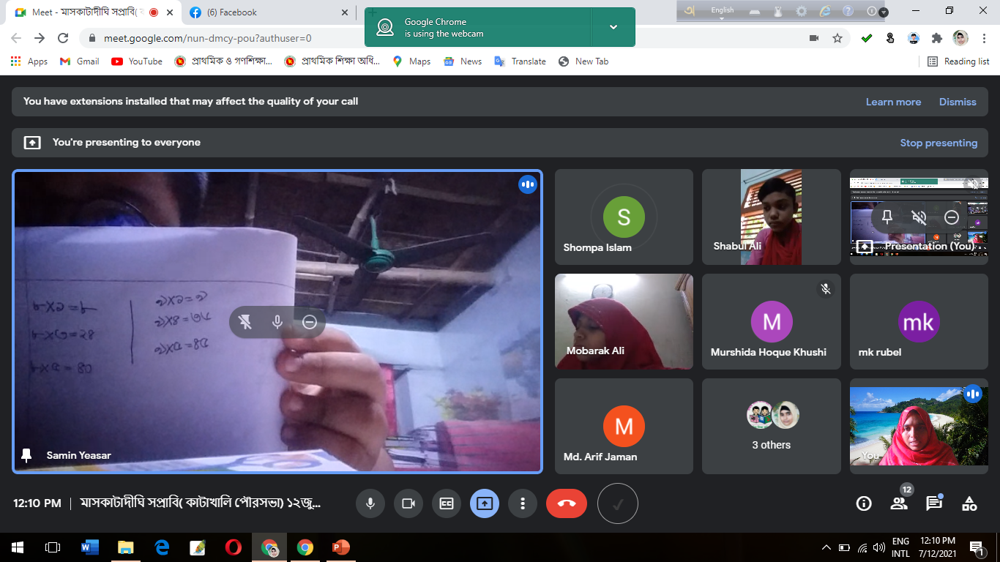 Meet - মাসকাটাদীঘি সপ্রাবি( ব
(6) Facebook
Google Chrome
is using the webcam
English
meet.google.com/nun-dmcy-pou?authuser=0
Apps
Gmail
YouTube
প্রাথমিক ও গণশিক্ষা...
প্রাথমিক শিক্ষা অধি...
Maps
News
Translate
New Tab
Reading list
You have extensions installed that may affect the quality of your call
Learn more
Dismiss
You're presenting to everyone
Stop presenting
৮×১=৮
৮×৩=২৪
৮×৫=৪০
৯×১=৯
৯×৪=৩৬
৯×৫=৪৫
Samin Yeasar
S
Shompa Islam
Shabul Ali
Presentation (You)
Mobarak Ali
M
Murshida Hoque Khushi
mk
mk rubel
M
Md. Arif Jaman
3 others
You
12:10 PM
মাসকাটাদীঘি সপ্রাবি( কাটাখালি পৌরসভা) ১২জু...
12
ENG
INTL
12:10 PM
7/12/2021
1